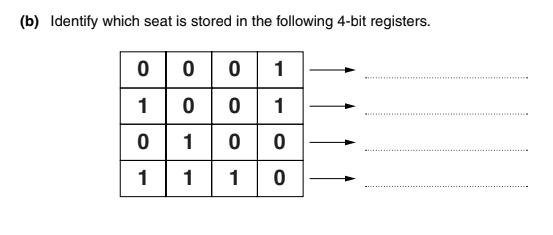 (b) Identify which seat is stored in the following 4-bit registers.
0 0 0 1
1 0 0 1
0 1 0 0
1 1 1 0